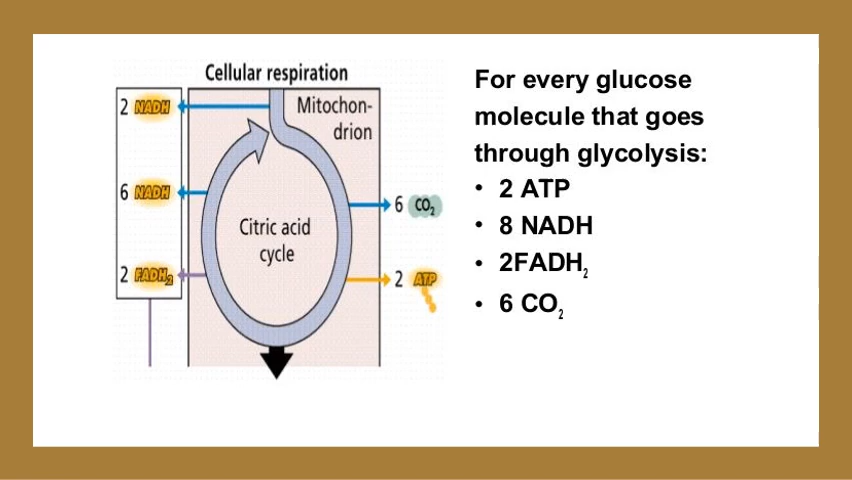 Cellular respiration
2 NADH
Mitochon-
drion
6 NADH
6 CO₂
Citric acid
cycle
2 FADH₂
2 ATP
For every glucose
molecule that goes
through glycolysis:
• 2 ATP
• 8 NADH
• 2FADH₂
• 6 CO₂